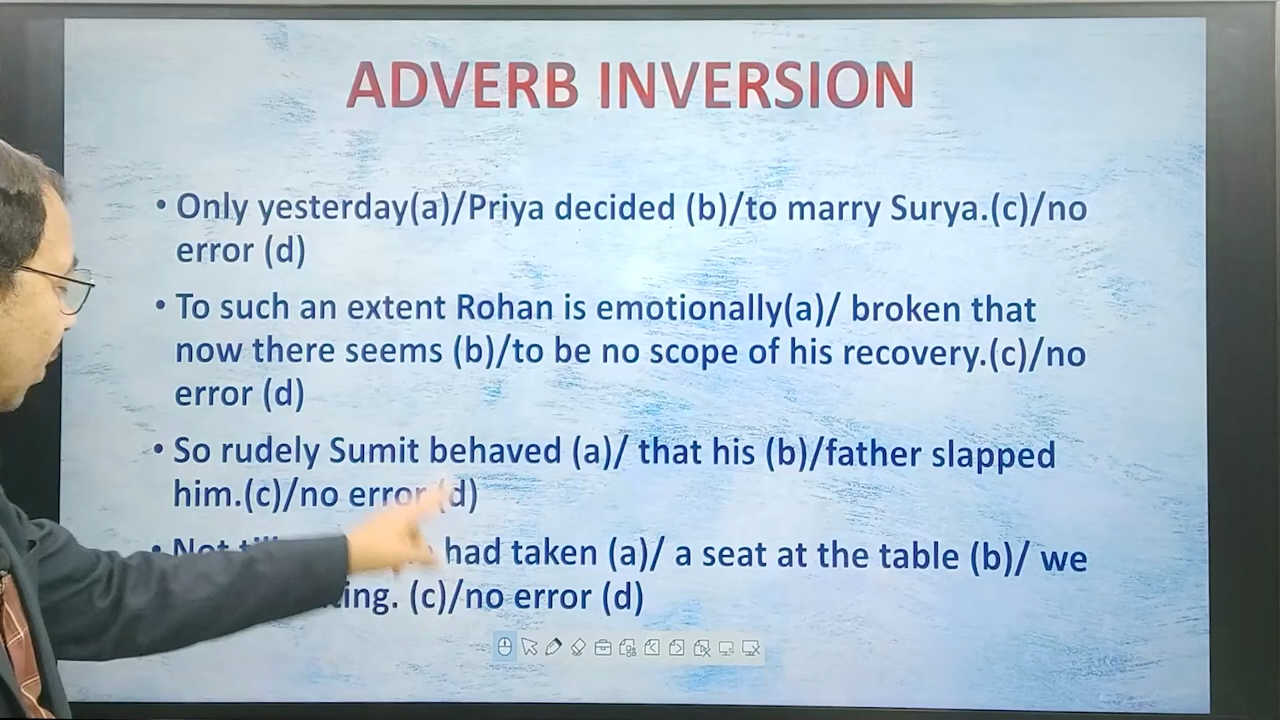 ADVERB INVERSION
• Only yesterday(a)/Priya decided (b)/to marry Surya.(c)/no
error (d)
• To such an extent Rohan is emotionally(a)/ broken that
now there seems (b)/to be no scope of his recovery.(c)/no
error (d)
• So rudely Sumit behaved (a)/ that his (b)/father slapped
him.(c)/no error (d)
• Not had taken (a)/ a seat at the table (b)/ we
(c)/no error (d)